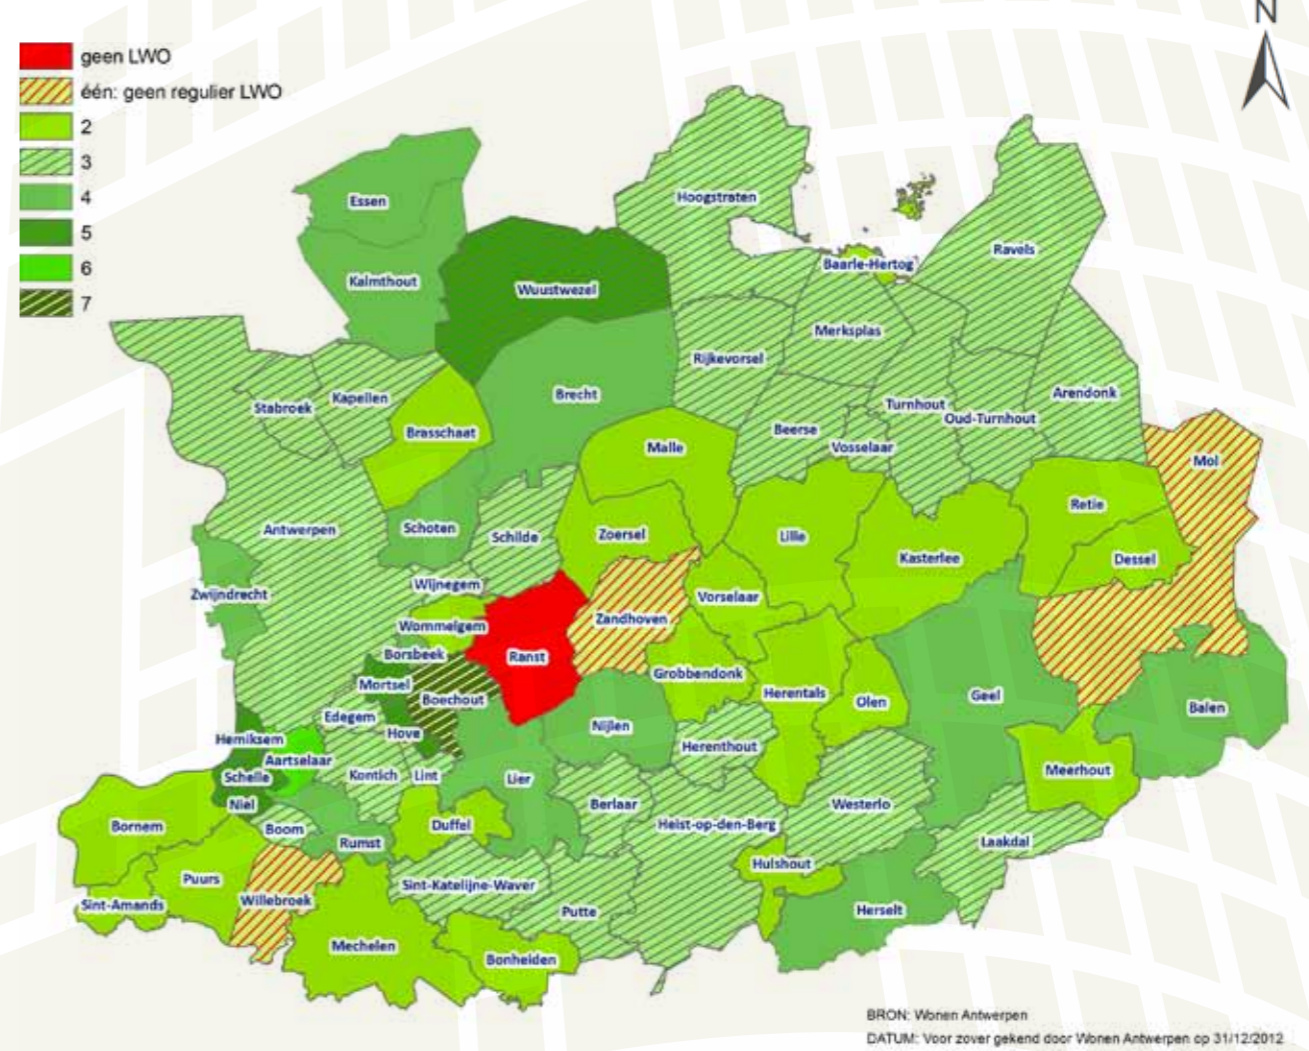 N
geen LWO
één: geen regulier LWO
2
3
4
5
6
7
Essen
Hoogstraten
Ravels
Baarle-Hertog
Kalmthout
Wuustwezel
Merksplas
Rijkevorsel
Brecht
Arendonk
Kapellen
Stabroek
Turnhout
Oud-Turnhout
Beerse
Vosselaar
Brasschaat
Malle
Mol
Retie
Antwerpen
Schoten
Schilde
Zoersel
Lille
Kasterlee
Dessel
Wijnegem
Zwijndrecht
Vorselaar
Wommelgem
Zandhoven
Borsbeek
Ranst
Grobbendonk
Mortsel
Boechout
Herentals
Olen
Geel
Balen
Edegem
Hove
Nijlen
Hemiksem
Herenthout
Aartselaar
Schelle
Kontich
Lint
Lier
Meerhout
Niel
Berlaar
Westerlo
Bornem
Boom
Duffel
Heist-op-den-Berg
Rumst
Laakdal
Hulshout
Puurs
Sint-Katelijne-Waver
Willebroek
Sint-Amands
Putte
Herselt
Mechelen
Bonheiden
BRON: Wonen Antwerpen
DATUM: Voor zover gekend door Wonen Antwerpen op 31/12/2012